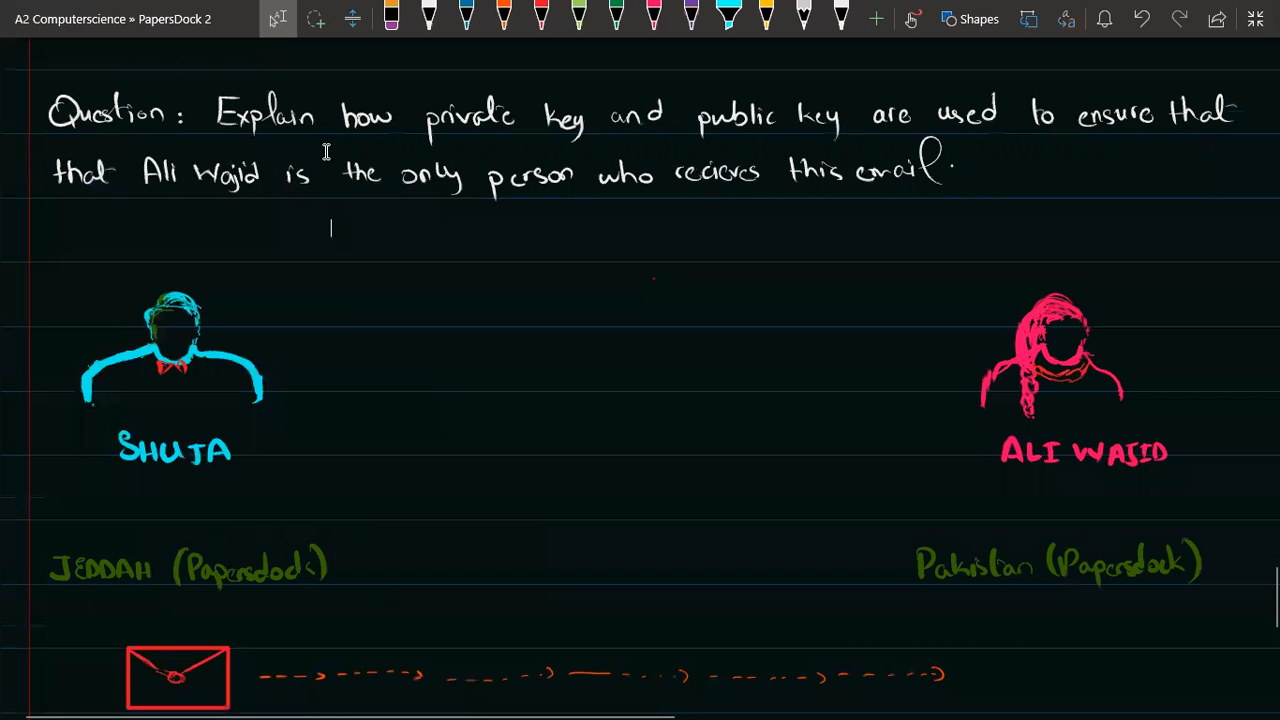 A2 Computerscience » PapersDock 2
Shapes
Question: Explain how private key and public key are used to ensure that
that Ali Wajid is the only person who recieves this email.
SHUJA
ALI WAJID
JEDDAH (Papersdock)
Pakistan (Papersdock)